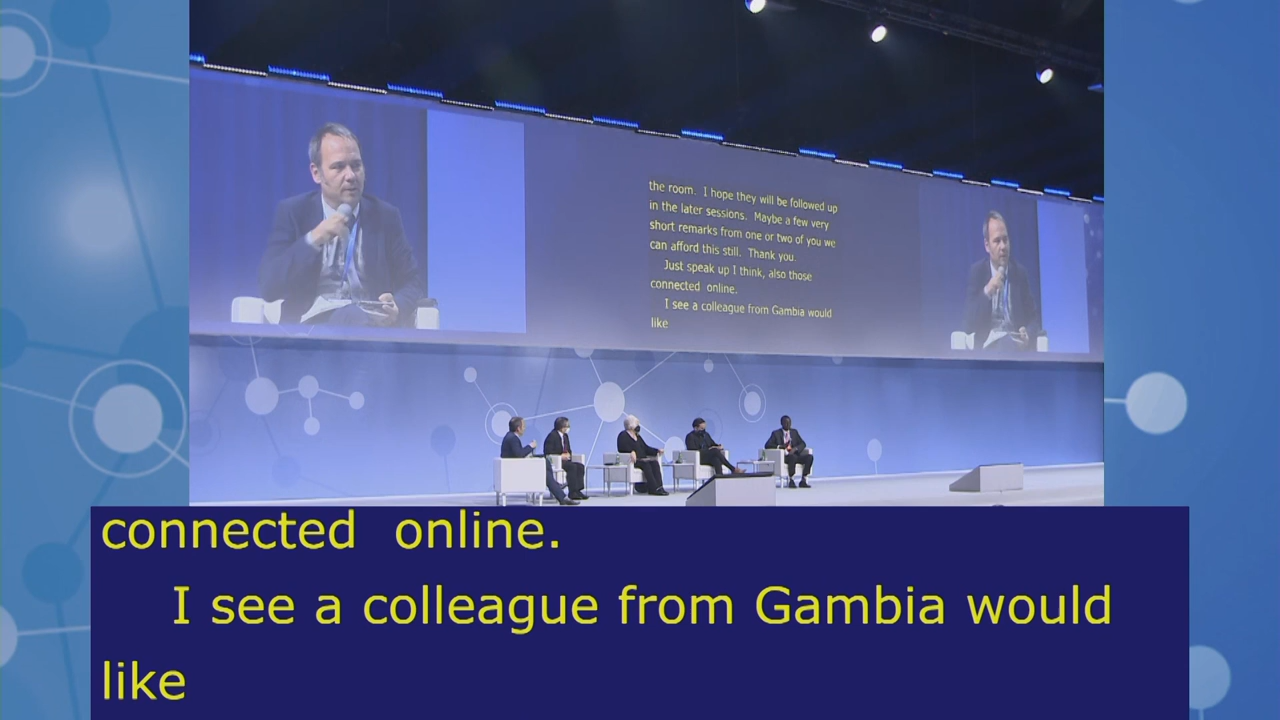 the room.  I hope they will be followed up
in the later sessions.  Maybe a few very
short remarks from one or two of you we
can afford this still.  Thank you.
Just speak up I think, also those
connected  online.
I see a colleague from Gambia would
like
connected  online.
I see a colleague from Gambia would
like